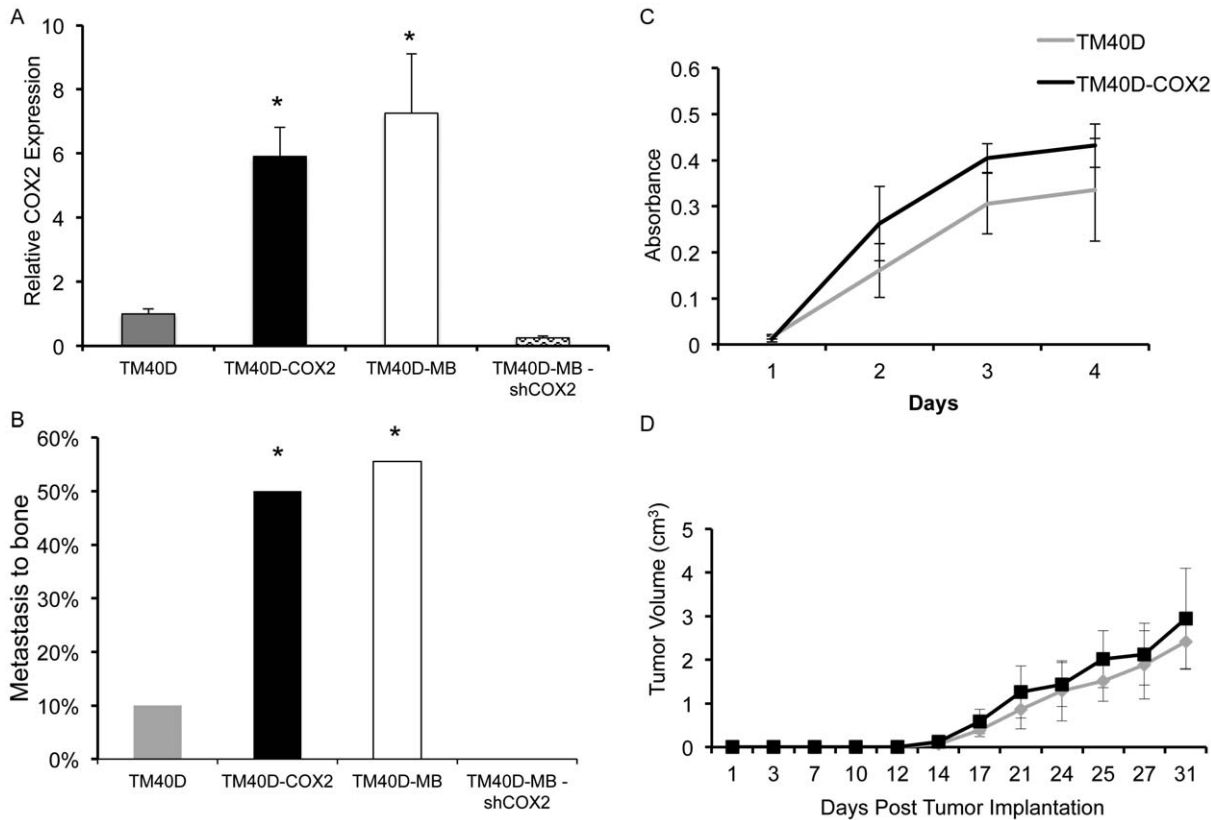 A
Relative COX2 Expression
10
8
6
4
2
0
*
*
TM40D
TM40D-COX2
TM40D-MB
TM40D-MB -
shCOX2
B
Metastasis to bone
60%
50%
40%
30%
20%
10%
0%
*
*
TM40D
TM40D-COX2
TM40D-MB
TM40D-MB -
shCOX2
C
TM40D
TM40D-COX2
Absorbance
0.6
0.5
0.4
0.3
0.2
0.1
0
1 2 3 4
Days
D
Tumor Volume (cm³)
5
4
3
2
1
0
1 3 7 10 12 14 17 21 24 25 27 31
Days Post Tumor Implantation